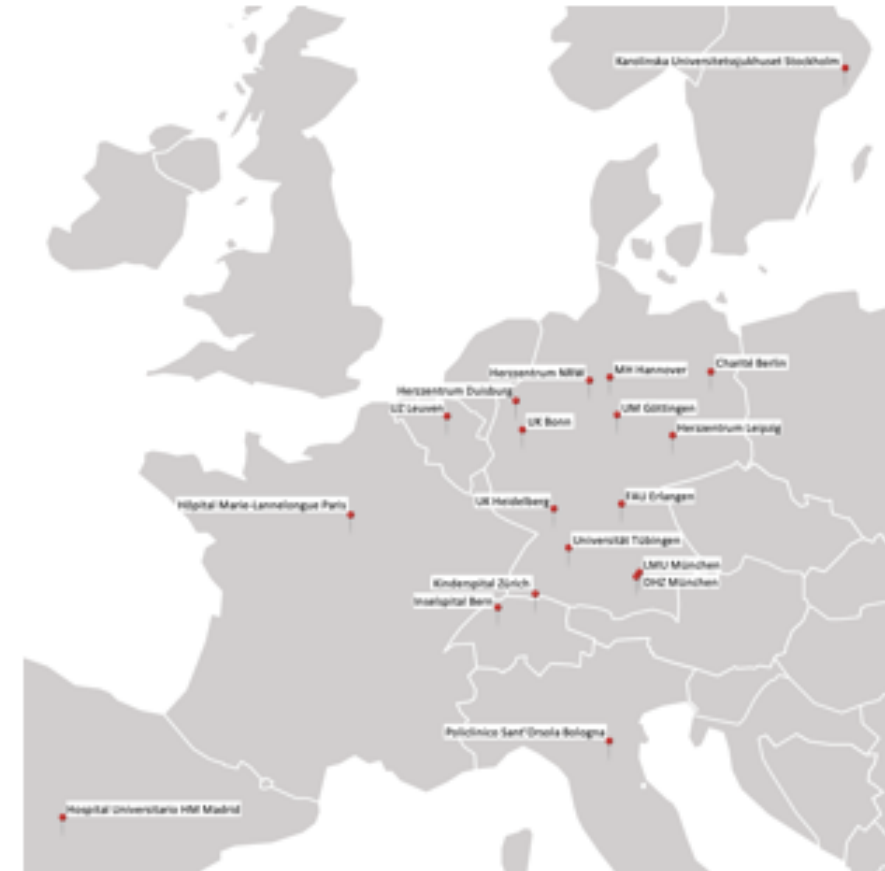 Karolinska Universitetssjukhuset Stockholm
Charité Berlin
Herzzentrum NRW
MH Hannover
Herzzentrum Duisburg
UZ Leuven
UM Göttingen
UK Bonn
Herzzentrum Leipzig
UK Heidelberg
FAU Erlangen
Hôpital Marie-Lannelongue Paris
Universität Tübingen
LMU München
DHZ München
Kinderspital Zürich
Inselspital Bern
Policlinico Sant'Orsola Bologna
Hospital Universitario HM Madrid